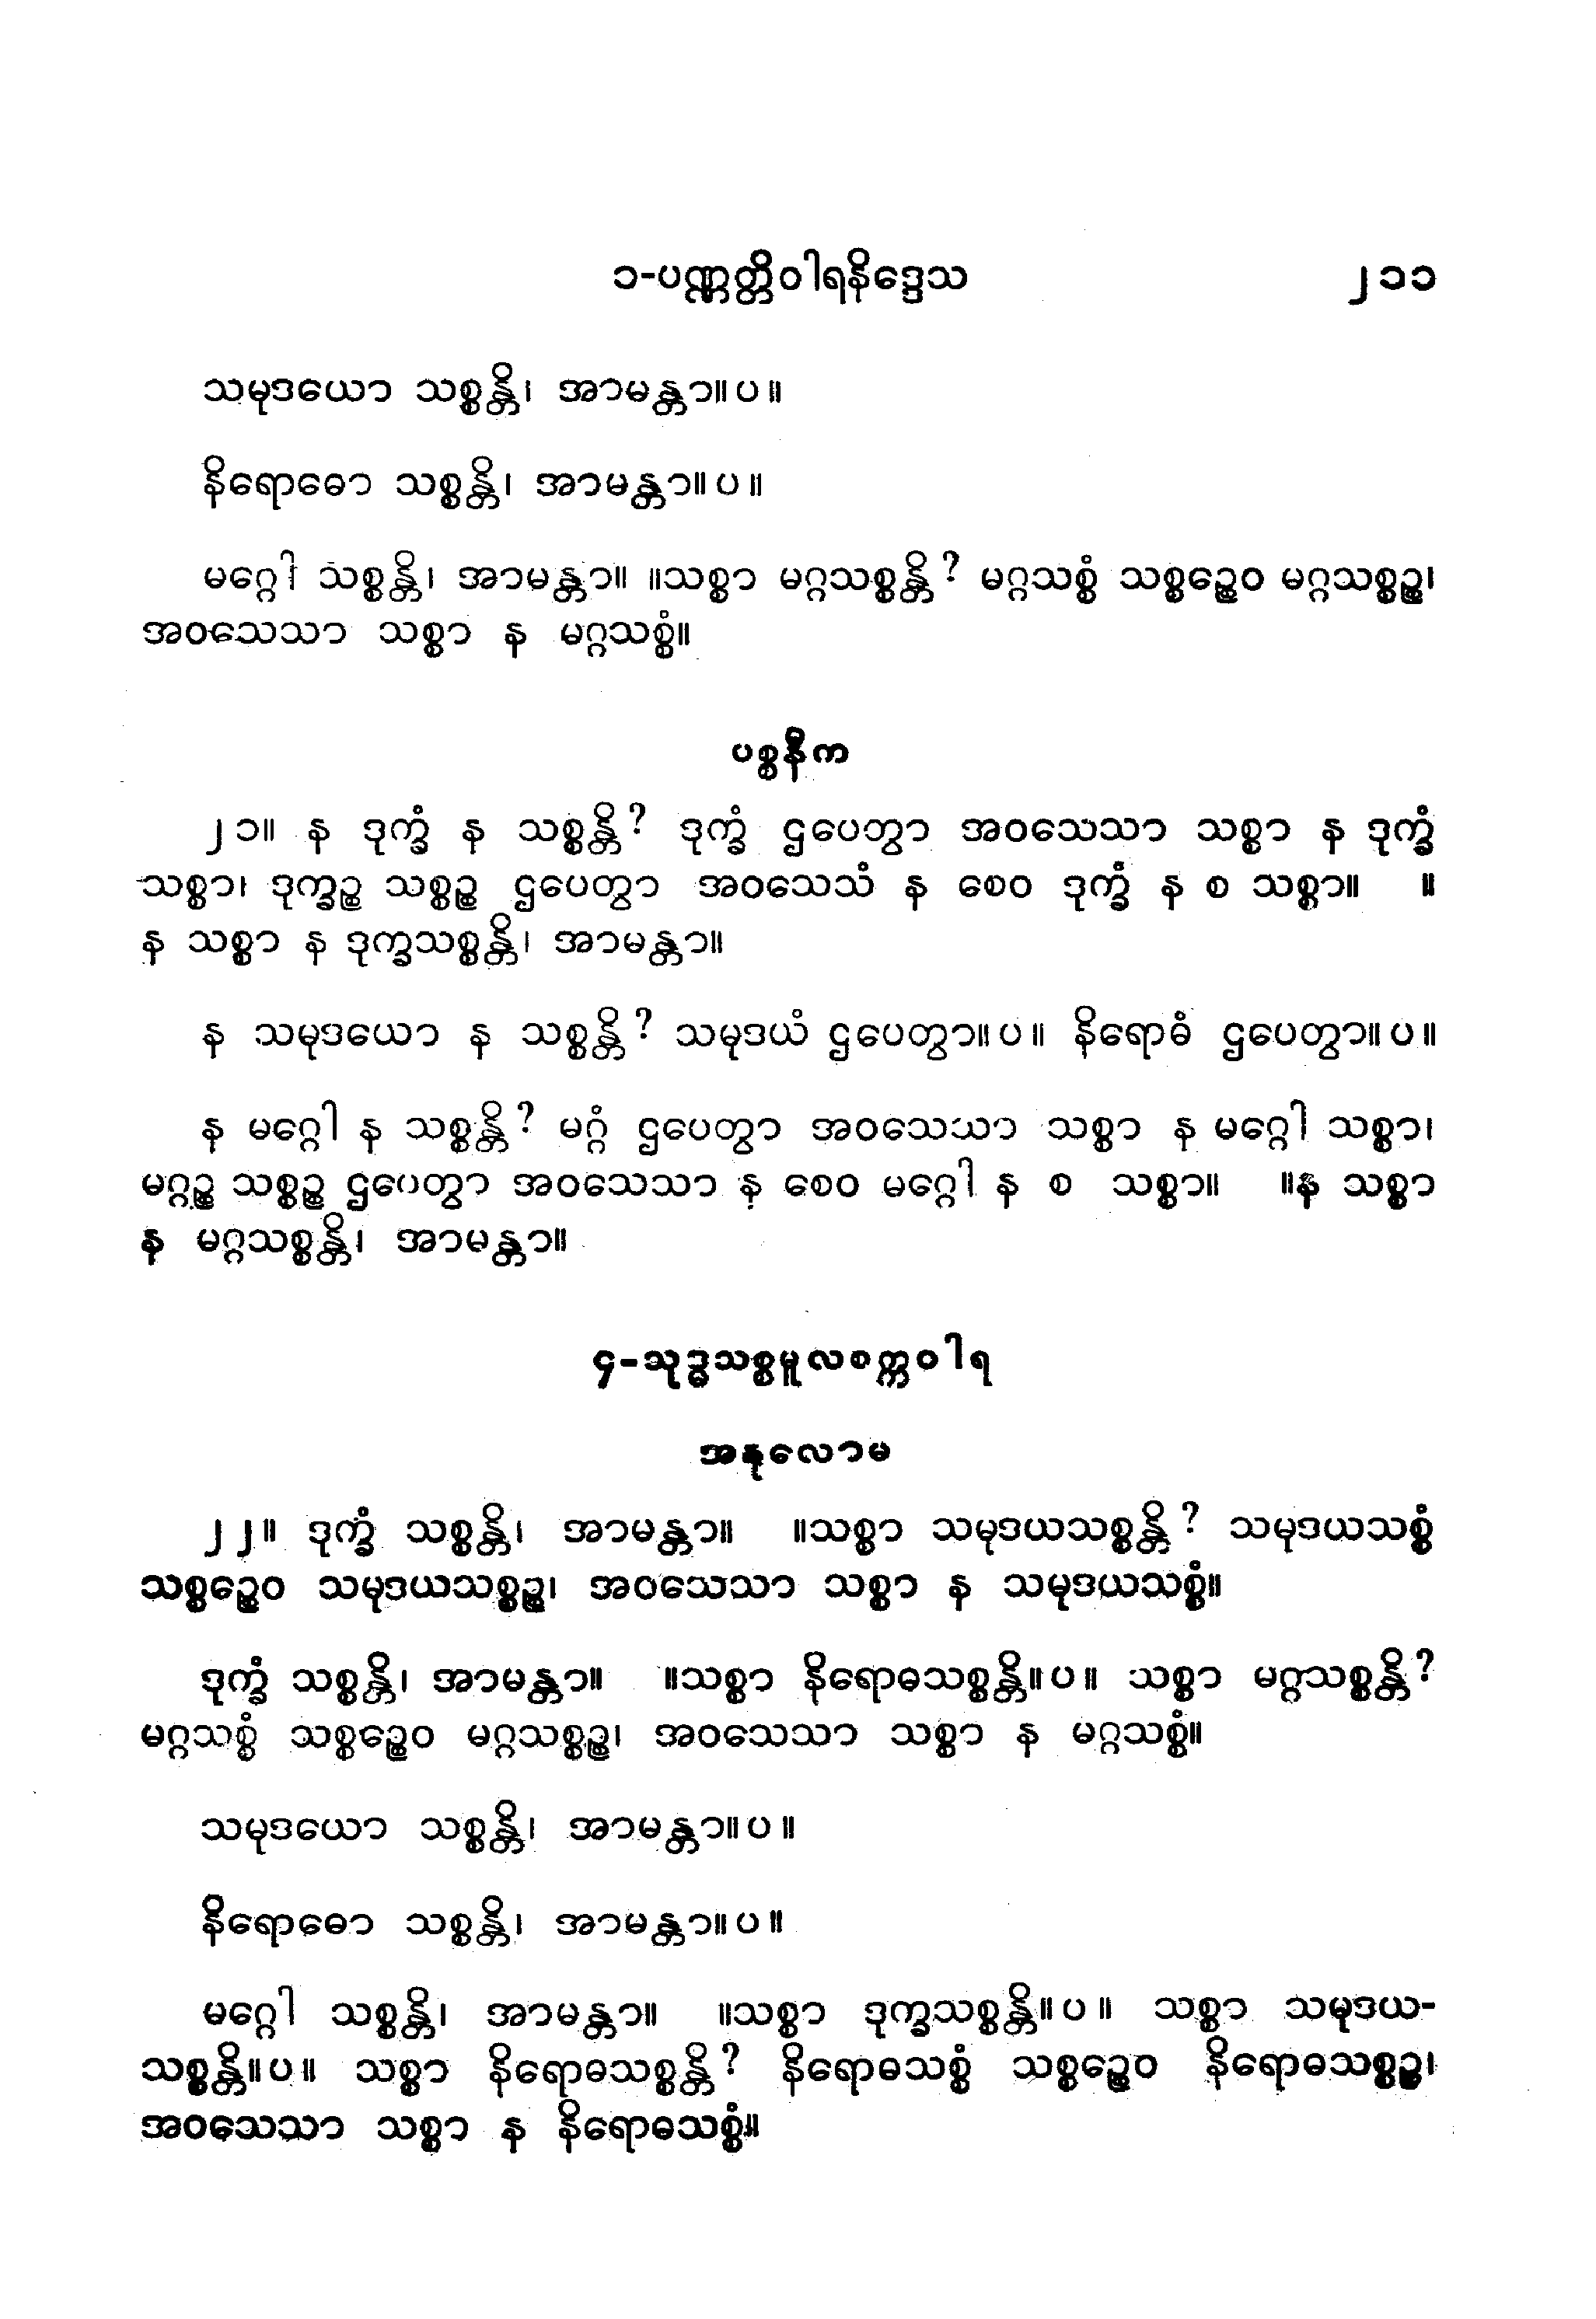 ၁-ပဏ္ဏတ္တိဝါရနိဒ္ဒေသ ၂၁၁
သမုဒယော သစ္စန္တိ၊ အာမန္တာ။ပ။
နိရောဓော သစ္စန္တိ၊ အာမန္တာ။ပ။
မဂ္ဂေါ သစ္စန္တိ၊ အာမန္တာ။ ။သစ္စာ မဂ္ဂသစ္စန္တိ? မဂ္ဂသစ္စံ သစ္စဉ္စေဝ မဂ္ဂသစ္စဉ္စ၊
အဝသေသာ သစ္စာ န မဂ္ဂသစ္စံ။
ပစ္စနီက
၂၁။ န ဒုက္ခံ န သစ္စန္တိ? ဒုက္ခံ ဌပေတွာ အဝသေသာ သစ္စာ န ဒုက္ခံ
သစ္စာ၊ ဒုက္ခဉ္စ သစ္စဉ္စ ဌပေတွာ အဝသေသံ န စေဝ ဒုက္ခံ န စ သစ္စာ။ ။
န သစ္စာ န ဒုက္ခသစ္စန္တိ၊ အာမန္တာ။
န သမုဒယော န သစ္စန္တိ? သမုဒယံ ဌပေတွာ။ပ။ နိရောဓံ ဌပေတွာ။ပ။
န မဂ္ဂေါ န သစ္စန္တိ? မဂ္ဂံ ဌပေတွာ အဝသေသာ သစ္စာ န မဂ္ဂေါ သစ္စာ၊
မဂ္ဂဉ္စ သစ္စဉ္စ ဌပေတွာ အဝသေသာ န စေဝ မဂ္ဂေါ န စ သစ္စာ။ ။န သစ္စာ
န မဂ္ဂသစ္စန္တိ၊ အာမန္တာ။
၄-သုဒ္ဓသစ္စမူလစက္ကဝါရ
အနုလောမ
၂၂။ ဒုက္ခံ သစ္စန္တိ၊ အာမန္တာ။ ။သစ္စာ သမုဒယသစ္စန္တိ? သမုဒယသစ္စံ
သစ္စဉ္စေဝ သမုဒယသစ္စဉ္စ၊ အဝသေသာ သစ္စာ န သမုဒယသစ္စံ။
ဒုက္ခံ သစ္စန္တိ၊ အာမန္တာ။ ။သစ္စာ နိရောဓသစ္စန္တိ။ပ။ သစ္စာ မဂ္ဂသစ္စန္တိ?
မဂ္ဂသစ္စံ သစ္စဉ္စေဝ မဂ္ဂသစ္စဉ္စ၊ အဝသေသာ သစ္စာ န မဂ္ဂသစ္စံ။
သမုဒယော သစ္စန္တိ၊ အာမန္တာ။ပ။
နိရောဓော သစ္စန္တိ၊ အာမန္တာ။ပ။
မဂ္ဂေါ သစ္စန္တိ၊ အာမန္တာ။ ။သစ္စာ ဒုက္ခသစ္စန္တိ။ပ။ သစ္စာ သမုဒယ-
သစ္စန္တိ။ပ။ သစ္စာ နိရောဓသစ္စန္တိ? နိရောဓသစ္စံ သစ္စဉ္စေဝ နိရောဓသစ္စဉ္စ၊
အဝသေသာ သစ္စာ န နိရောဓသစ္စံ။